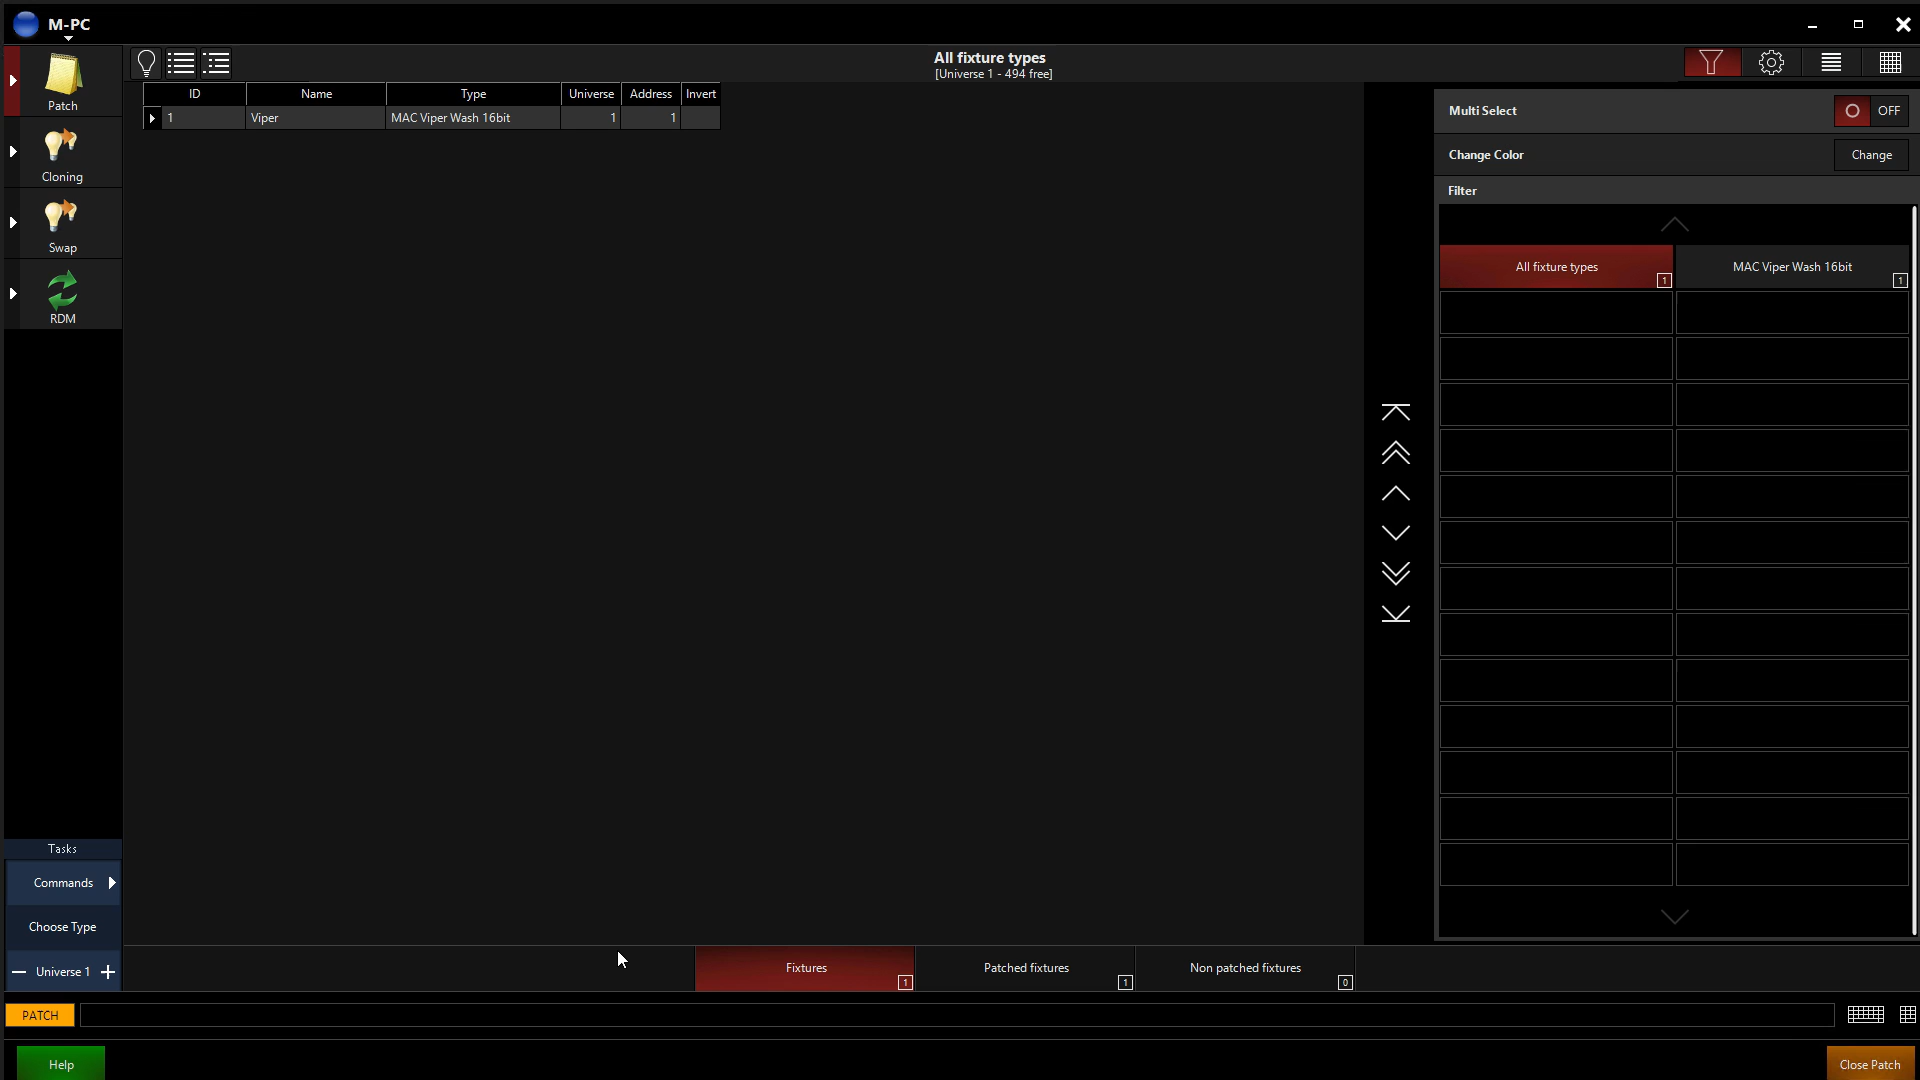 M-PC
All fixture types
[Universe 1 - 494 free]
Patch
Cloning
Swap
RDM
ID Name Type Universe Address Invert
1 Viper MAC Viper Wash 16bit 1 1
Multi Select OFF
Change Color Change
Filter
All fixture types 1
MAC Viper Wash 16bit 1
Tasks
Commands
Choose Type
Universe 1
Fixtures 1
Patched fixtures 1
Non patched fixtures 0
PATCH
Help
Close Patch